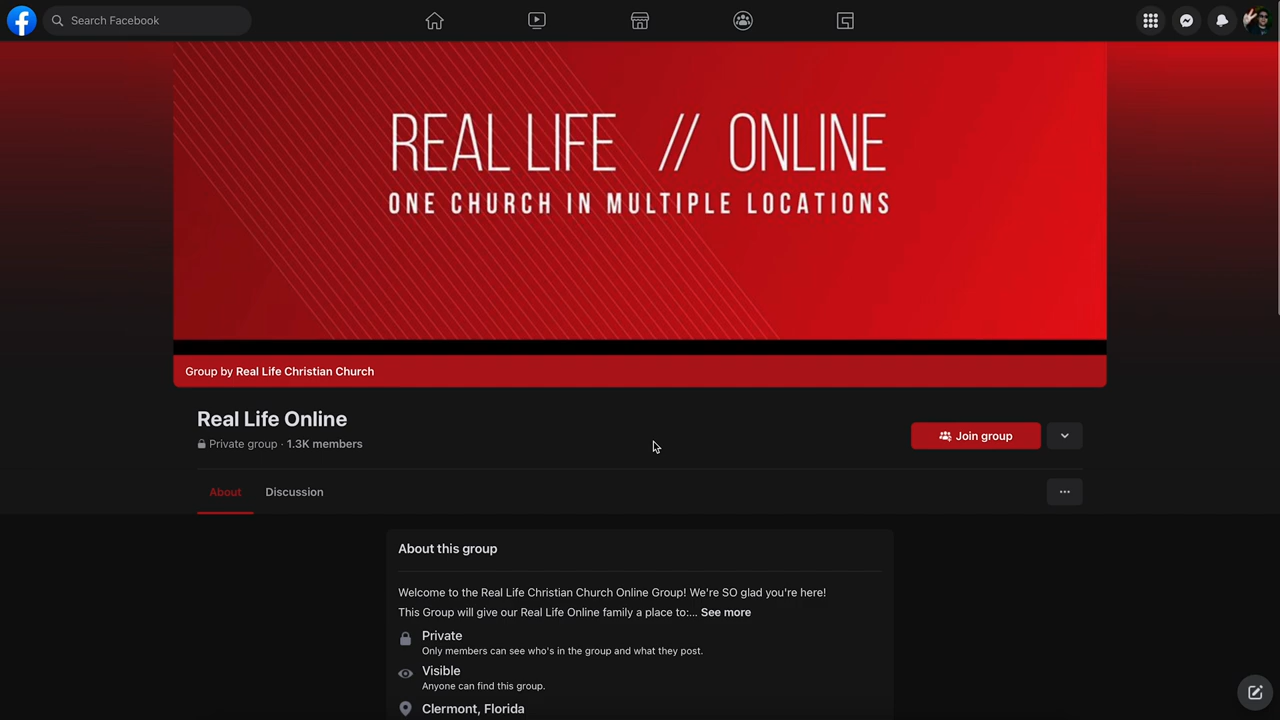 Search Facebook
REAL LIFE // ONLINE
ONE CHURCH IN MULTIPLE LOCATIONS
Group by Real Life Christian Church
Real Life Online
Private group · 1.3K members
Join group
About Discussion
About this group
Welcome to the Real Life Christian Church Online Group! We're SO glad you're here!
This Group will give our Real Life Online family a place to:... See more
Private
Only members can see who's in the group and what they post.
Visible
Anyone can find this group.
Clermont, Florida